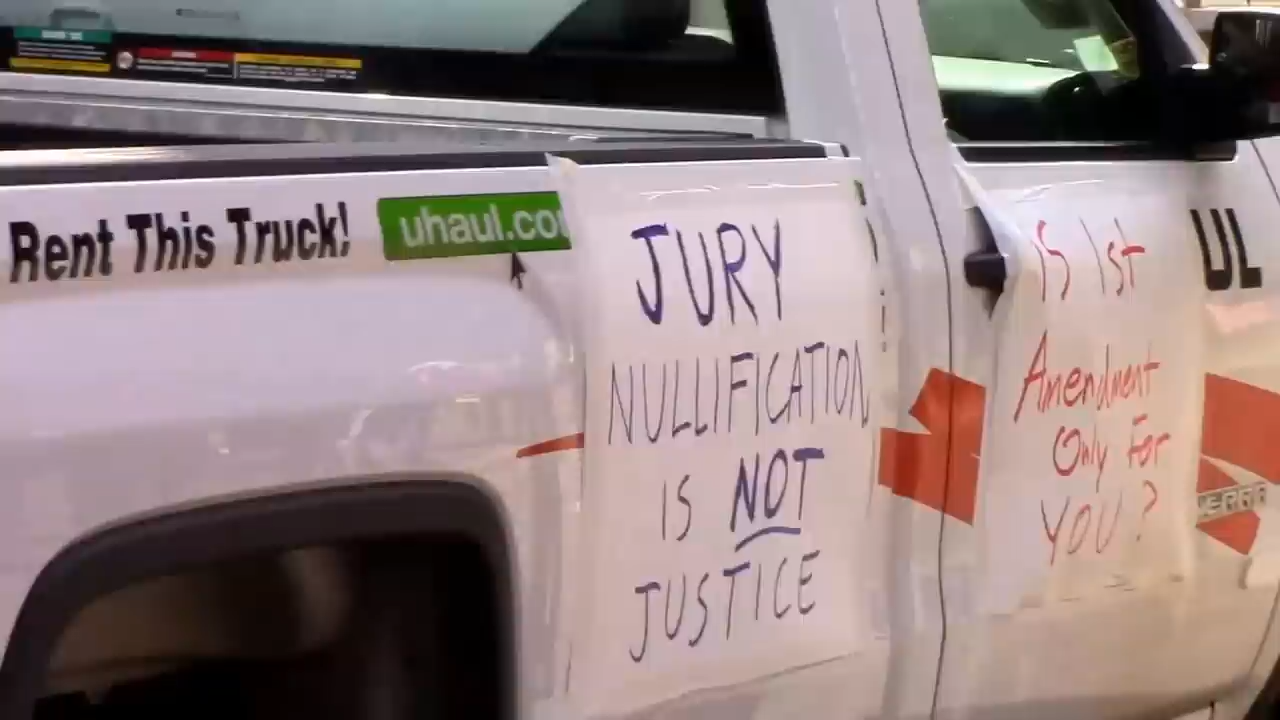 Rent This Truck!
uhaul.co
JURY
NULLIFICATION
IS NOT
JUSTICE
IS 1st
Amendment
Only For
YOU?
UL